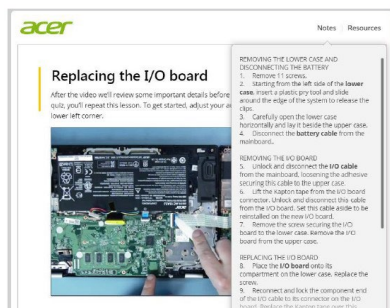 acer
Notes Resources
Replacing the I/O board
After the video we'll review some important details before
quiz, you'll repeat this lesson. To get started, adjust your
lower left corner.
REMOVING THE LOWER CASE AND
DISCONNECTING THE BATTERY
1. Remove 11 screws.
2. Starting from the left side of the lower
case, insert a plastic pry tool and slide
around the edge of the system to release the
clips.
3. Carefully open the lower case
horizontally and lay it beside the upper case.
4. Disconnect the battery cable from the
mainboard.
REMOVING THE I/O BOARD
5. Unlock and disconnect the I/O cable
from the mainboard, loosening the adhesive
securing this cable to the upper case.
6. Lift the Kapton tape from the I/O board
connector. Unlock and disconnect this cable
from the I/O board. Set this cable aside to be
reinstalled on the new I/O board.
7. Remove the screw securing the I/O
board to the lower case. Remove the I/O
board from the upper case.
REPLACING THE I/O BOARD
8. Place the I/O board onto its
compartment on the lower case. Replace the
screw.
9. Reconnect and lock the component end
of the I/O cable to its connector on the I/O
board. Replace the Kapton tape over this